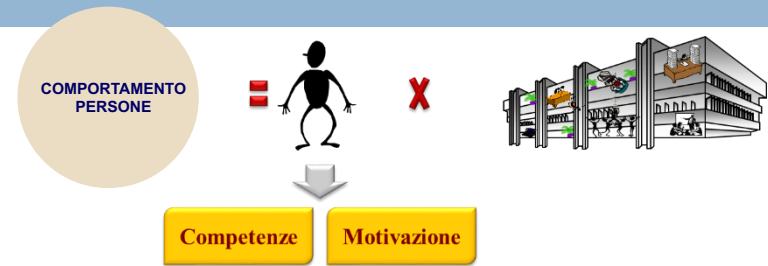 COMPORTAMENTO
PERSONE
=
X
Competenze
Motivazione